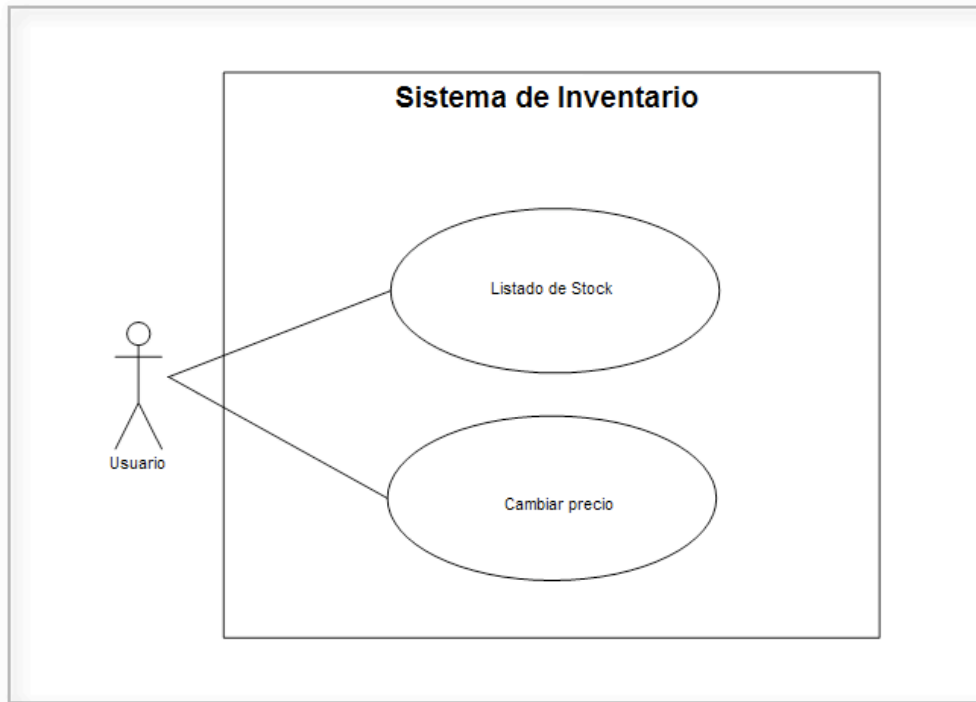 Sistema de Inventario
Listado de Stock
Usuario
Cambiar precio